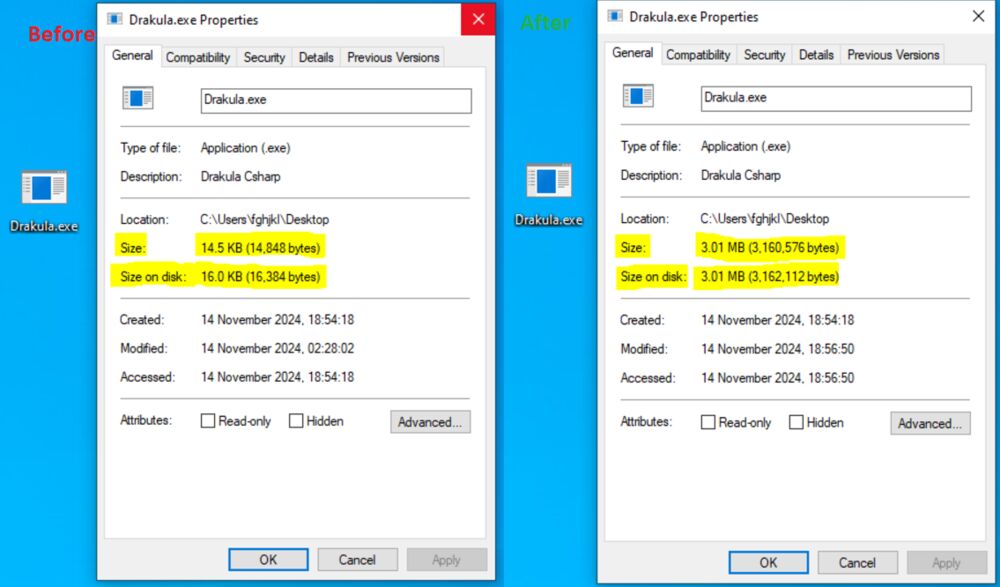 Before
Drakula.exe Properties
General Compatibility Security Details Previous Versions
Drakula.exe
Type of file: Application (.exe)
Description: Drakula Csharp
Location: C:\Users\fghjkl\Desktop
Size: 14.5 KB (14,848 bytes)
Size on disk: 16.0 KB (16,384 bytes)
Created: 14 November 2024, 18:54:18
Modified: 14 November 2024, 02:28:02
Accessed: 14 November 2024, 18:54:18
Attributes: Read-only Hidden Advanced...
OK Cancel Apply
Drakula.exe
After
Drakula.exe Properties
General Compatibility Security Details Previous Versions
Drakula.exe
Type of file: Application (.exe)
Description: Drakula Csharp
Location: C:\Users\fghjkl\Desktop
Size: 3.01 MB (3,160,576 bytes)
Size on disk: 3.01 MB (3,162,112 bytes)
Created: 14 November 2024, 18:54:18
Modified: 14 November 2024, 18:56:50
Accessed: 14 November 2024, 18:56:50
Attributes: Read-only Hidden Advanced...
OK Cancel Apply
Drakula.exe